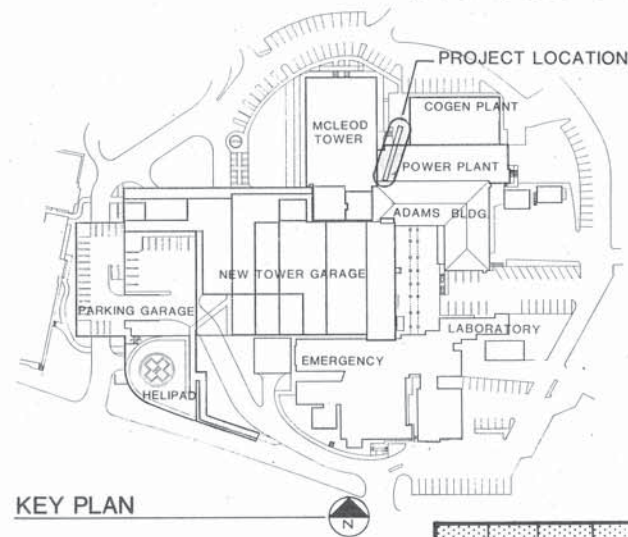 PROJECT LOCATION
COGEN PLANT
MCLEOD
TOWER
POWER PLANT
ADAMS BLDG.
NEW TOWER GARAGE
PARKING GARAGE
LABORATORY
EMERGENCY
HELIPAD
KEY PLAN
N